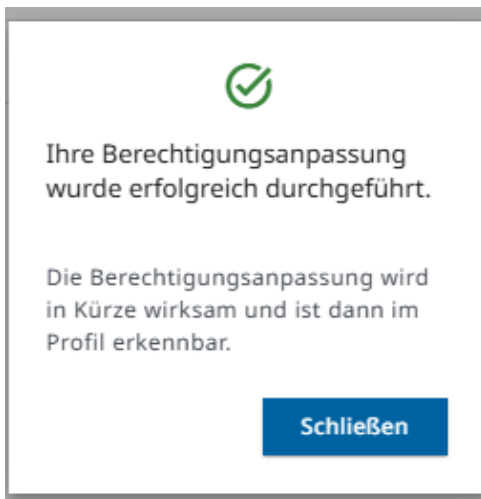 Ihre Berechtigungsanpassung
wurde erfolgreich durchgeführt.
Die Berechtigungsanpassung wird
in Kürze wirksam und ist dann im
Profil erkennbar.
Schließen